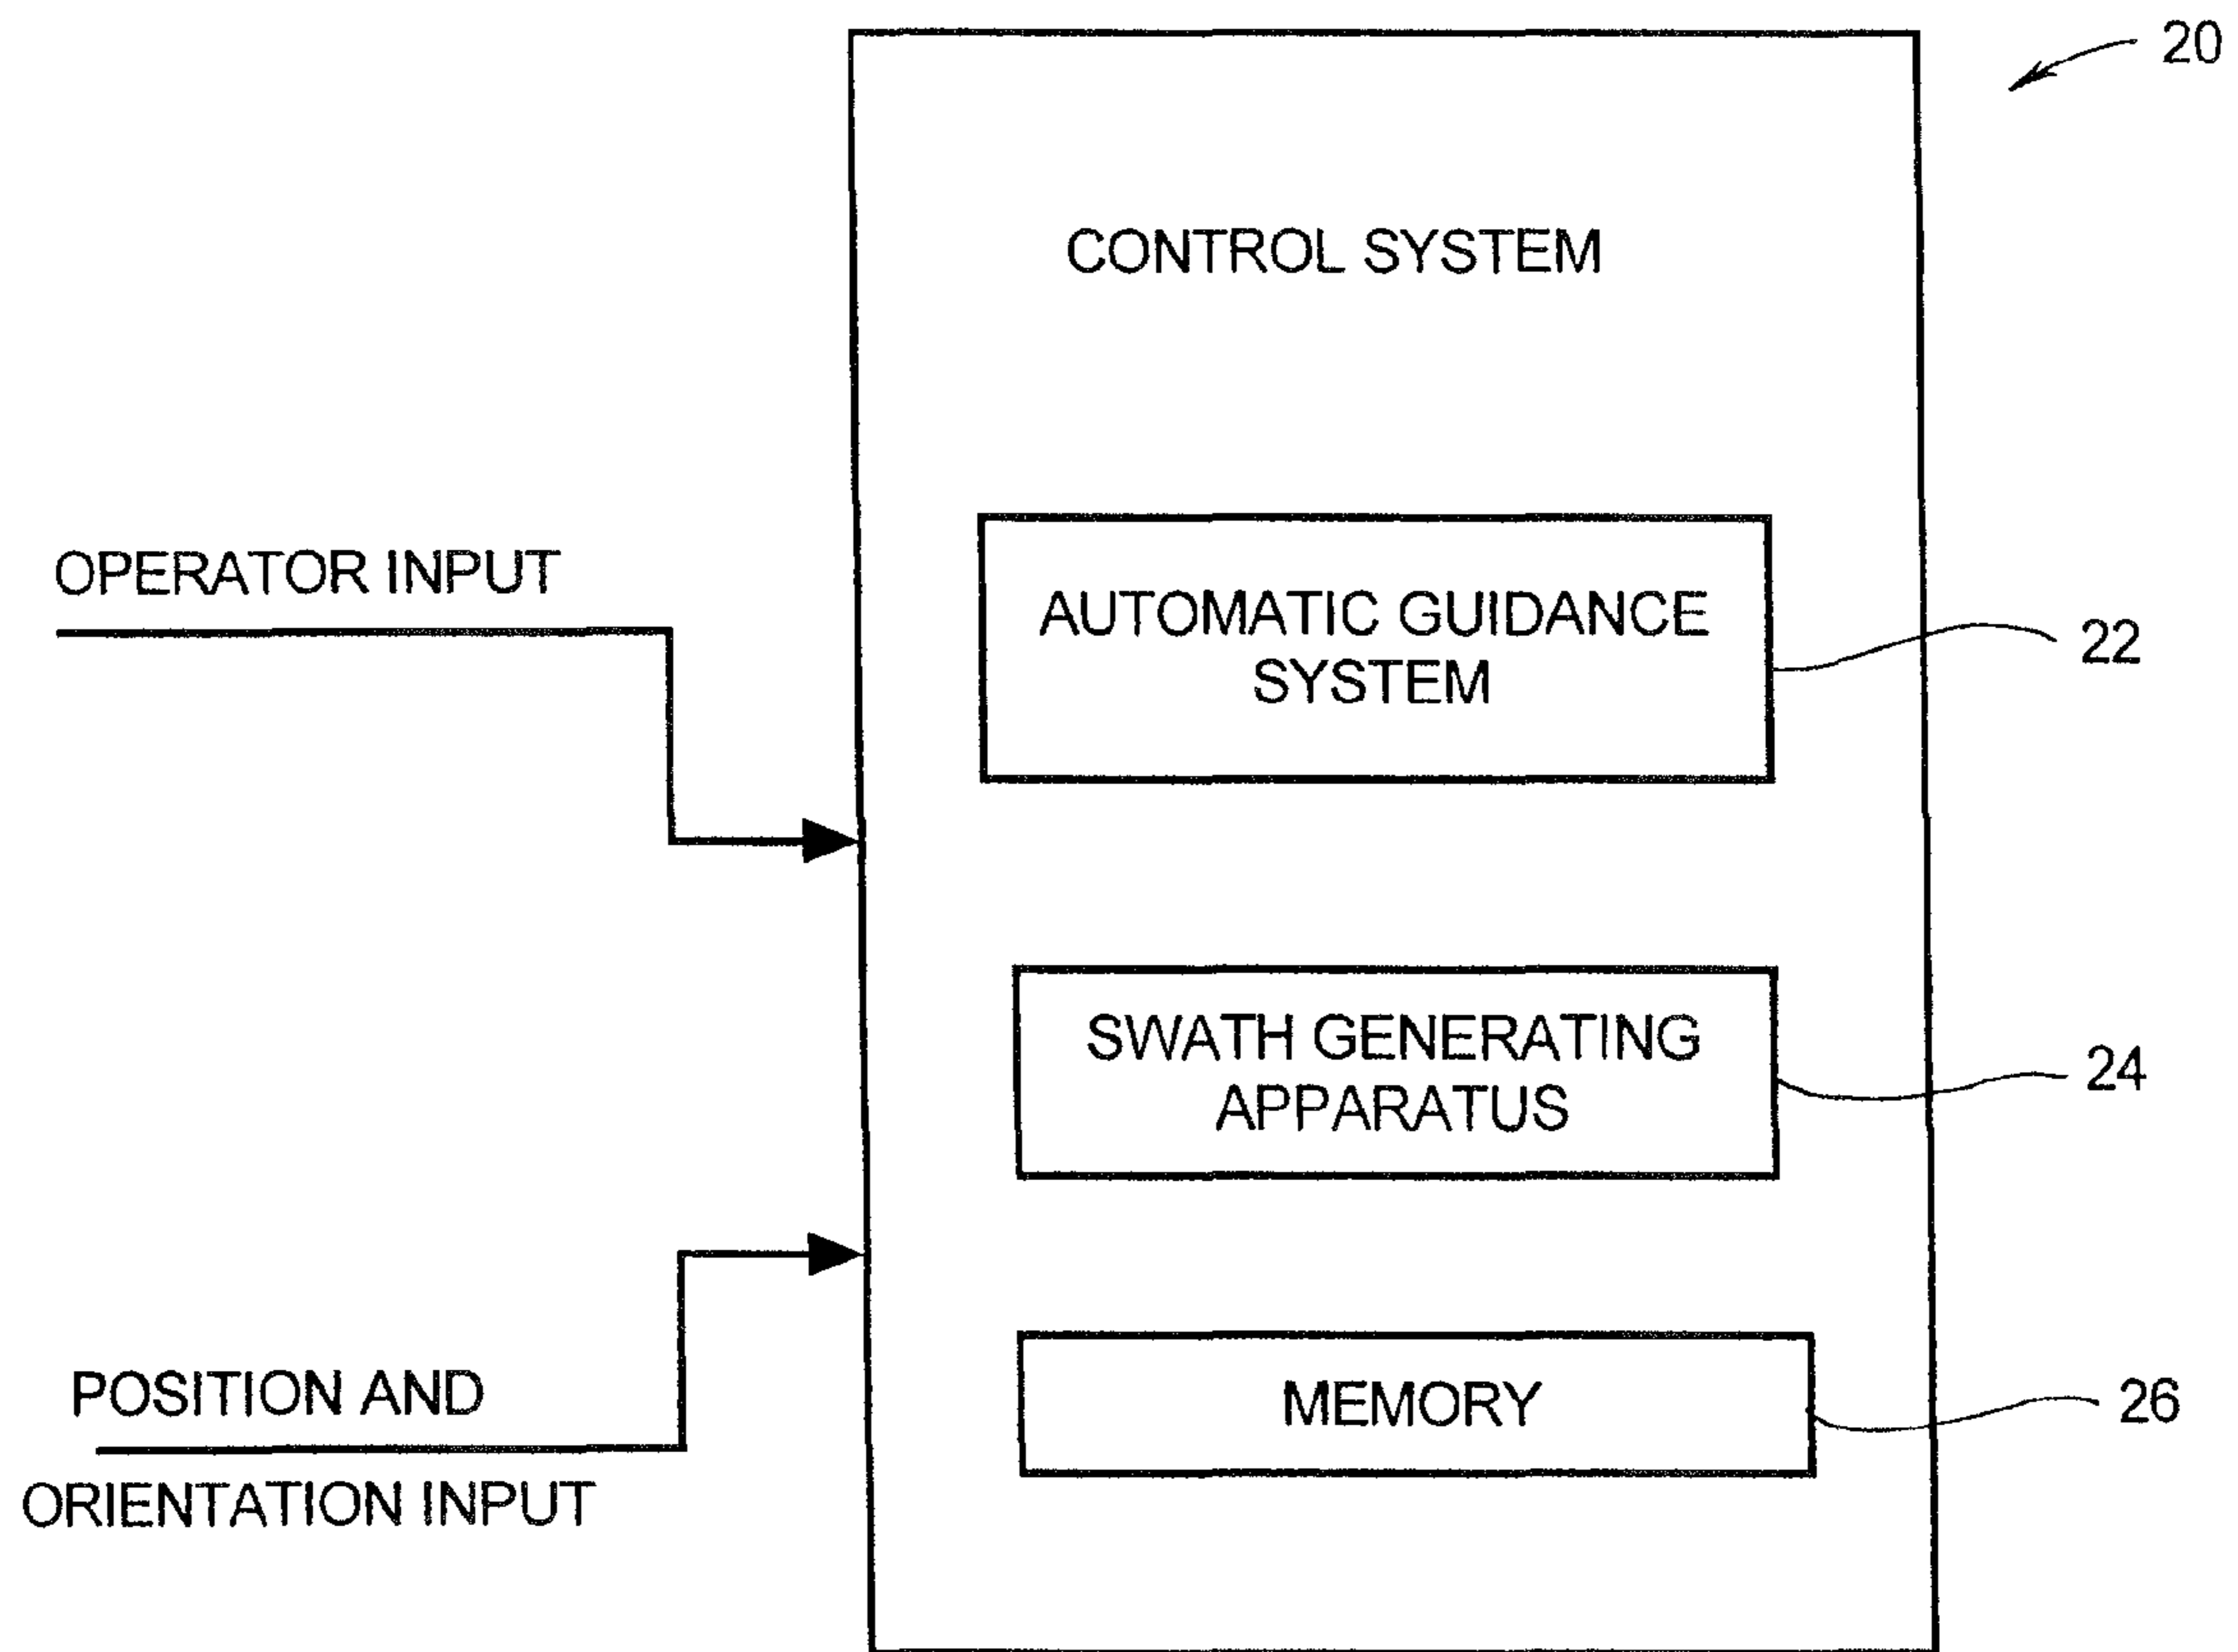 20
CONTROL SYSTEM
OPERATOR INPUT
AUTOMATIC GUIDANCE
SYSTEM
22
SWATH GENERATING
APPARATUS
24
POSITION AND
ORIENTATION INPUT
MEMORY
26